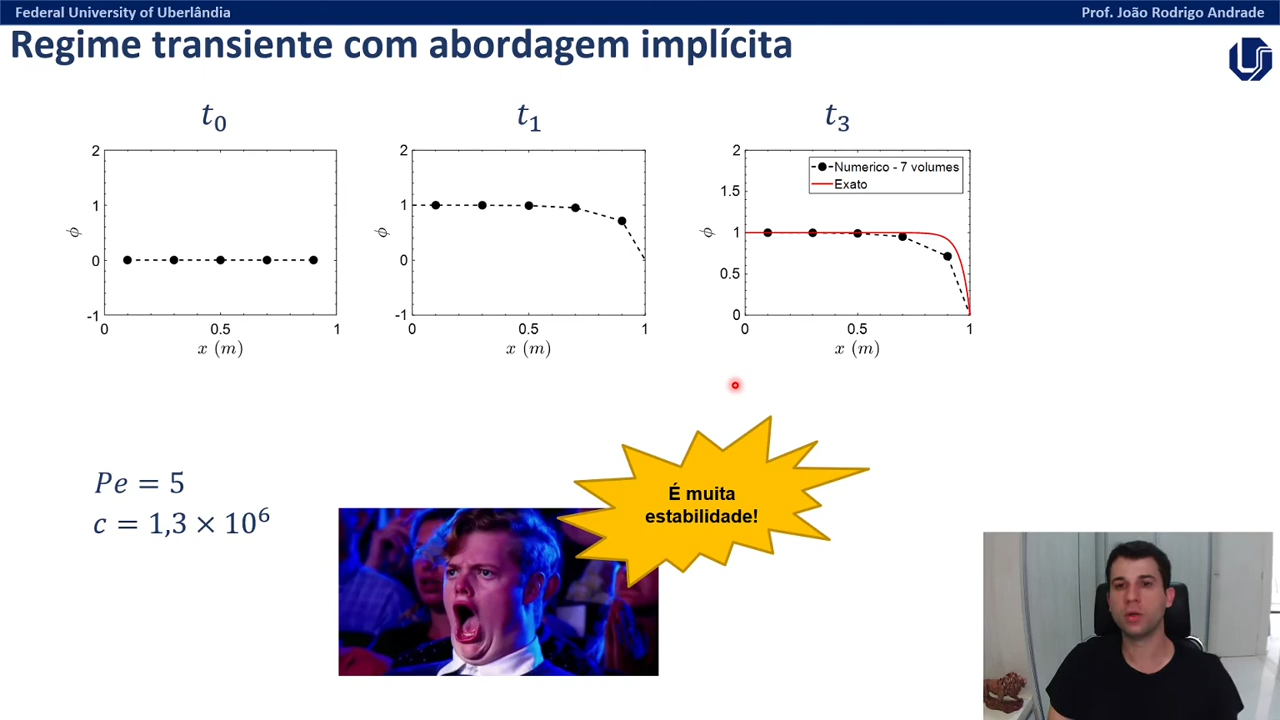 Federal University of Uberlândia
Prof. João Rodrigo Andrade
Regime transiente com abordagem implícita
t₀
t₁
t₃
2
1
0
-1
ϕ
0
0.5
1
x (m)
2
1
0
-1
ϕ
0
0.5
1
x (m)
2
1.5
1
0.5
0
ϕ
0
0.5
1
x (m)
Numerico - 7 volumes
Exato
Pe = 5
c = 1,3 × 10⁶
É muita
estabilidade!